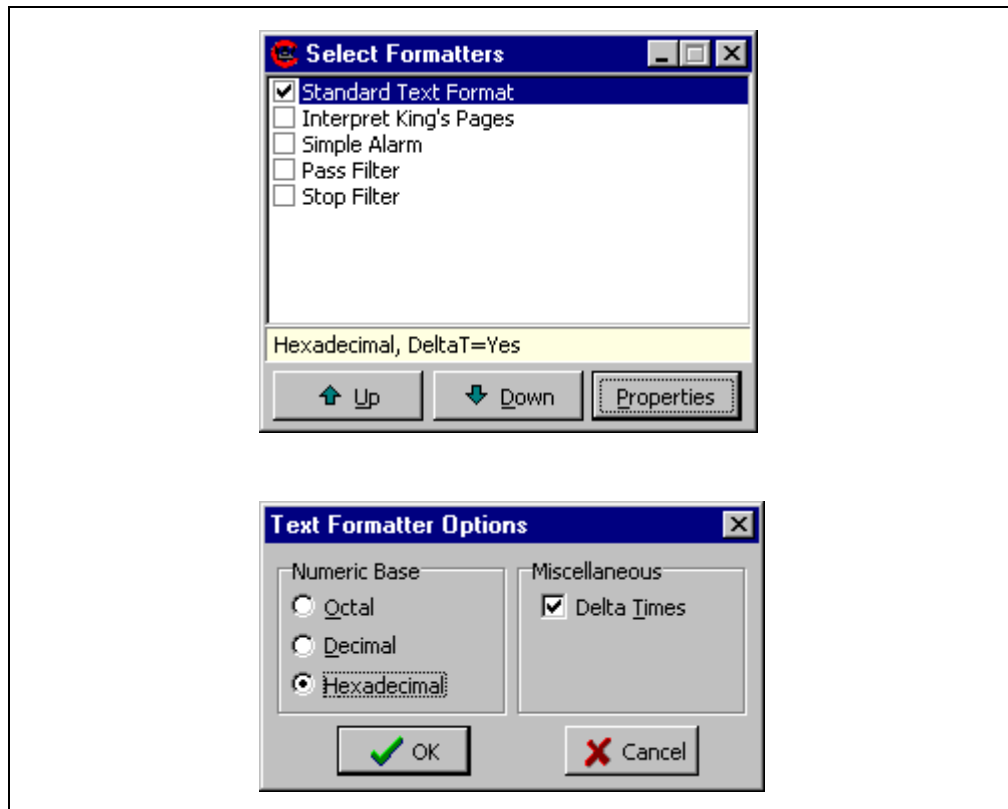 Select Formatters
Standard Text Format
Interpret King's Pages
Simple Alarm
Pass Filter
Stop Filter
Hexadecimal, DeltaT=Yes
Up Down Properties
Text Formatter Options
Numeric Base Miscellaneous
Octal Delta Times
Decimal
Hexadecimal
OK Cancel